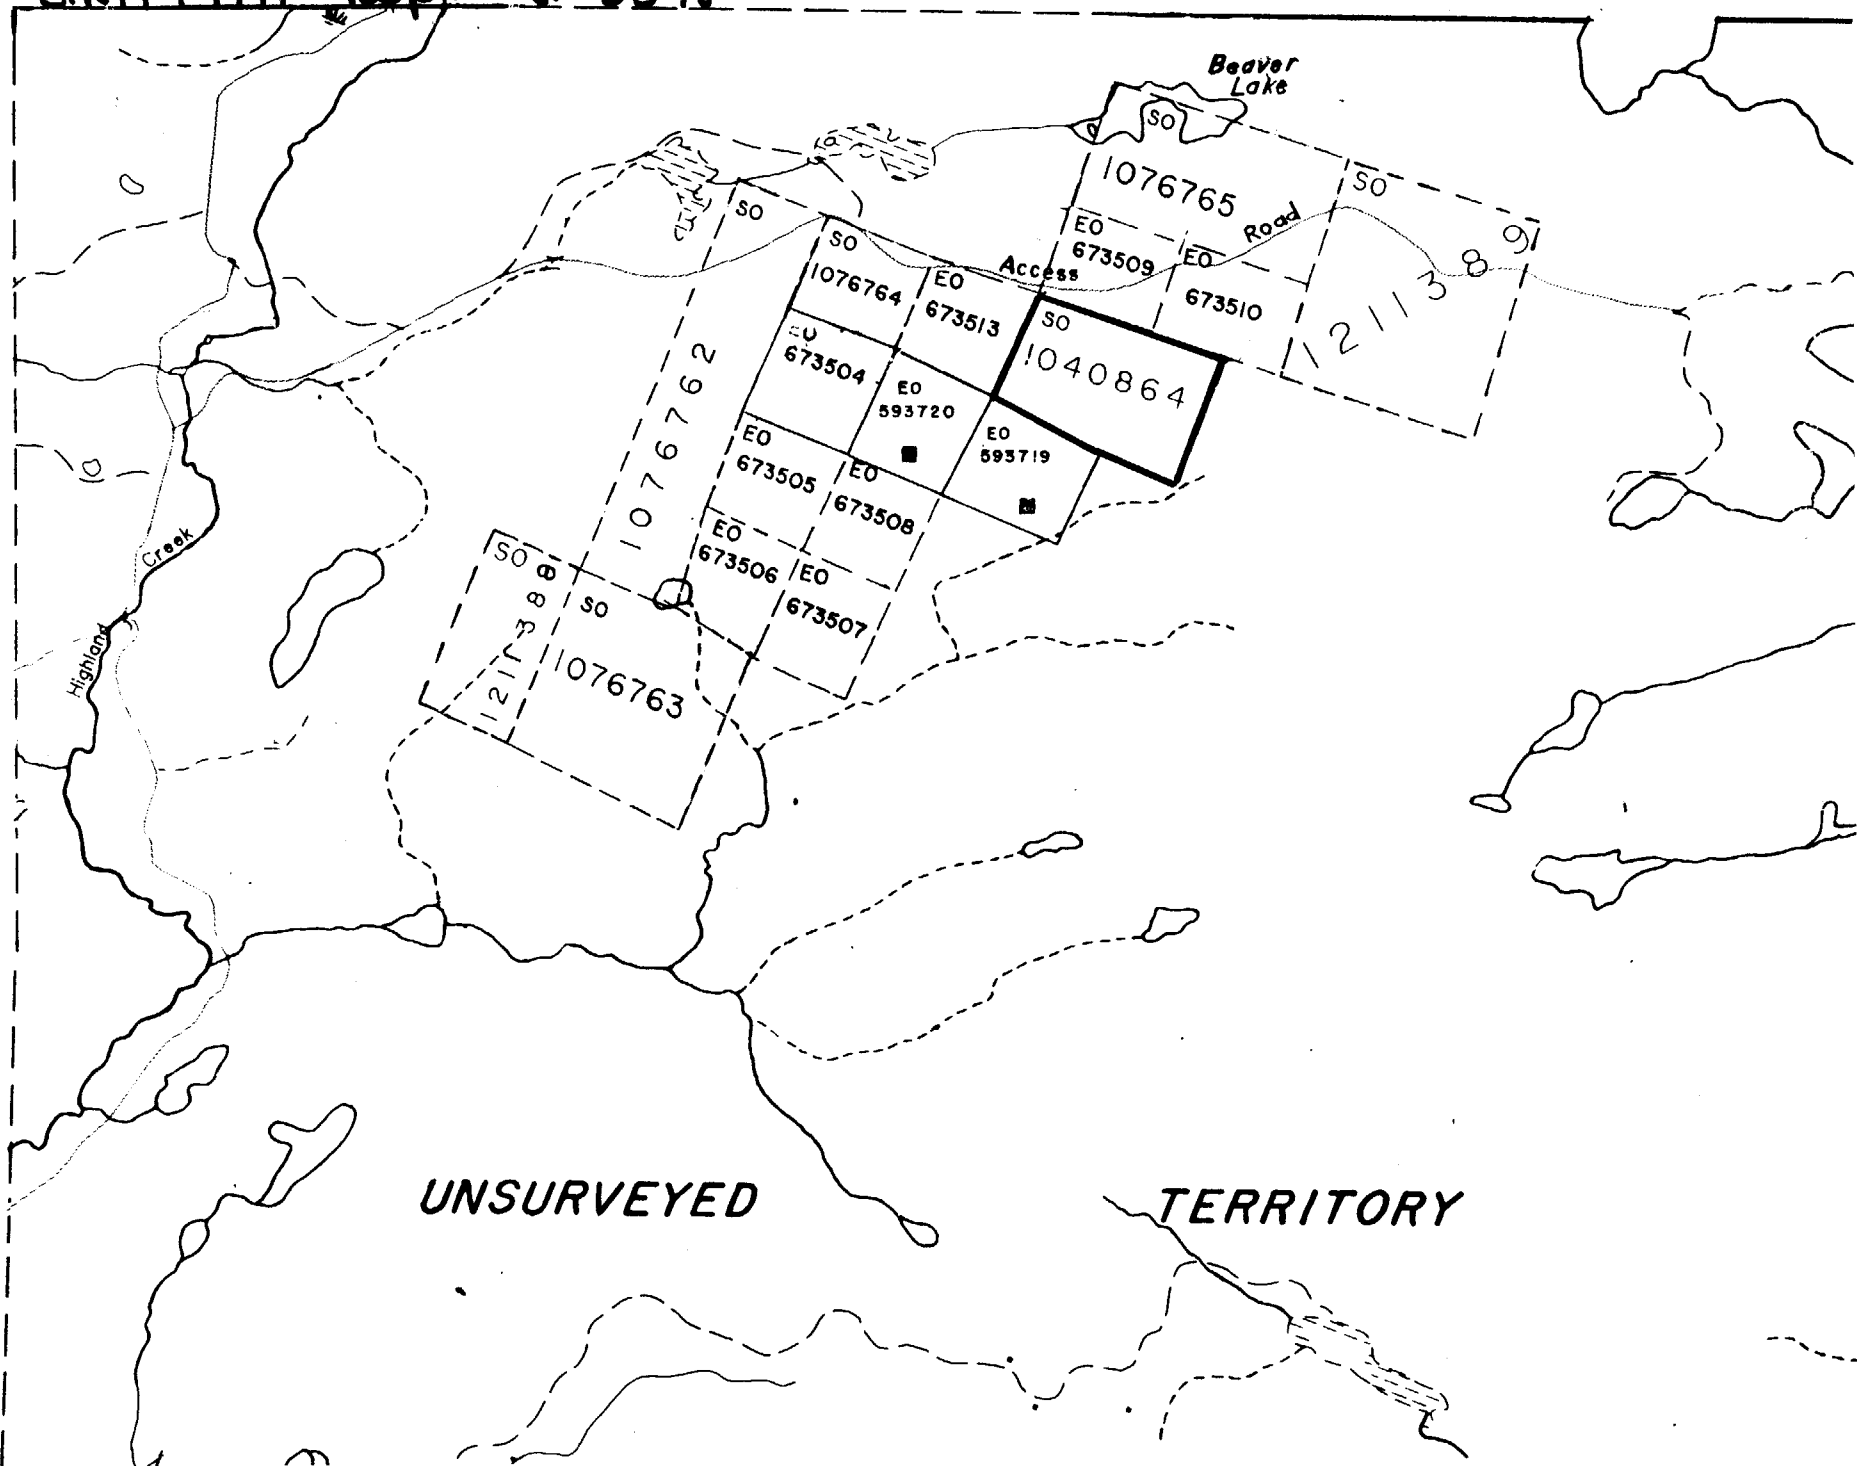 Beaver
Lake
SO
1076765
SO
1211389
EO
673509
EO
673510
Access Road
SO
1076762
SO
1076764
EO
673513
SO
1040864
673504
EO
593720
EO
593719
EO
673505
EO
673508
EO
673506
EO
673507
SO
SO
1076763
Highland Creek
UNSURVEYED TERRITORY